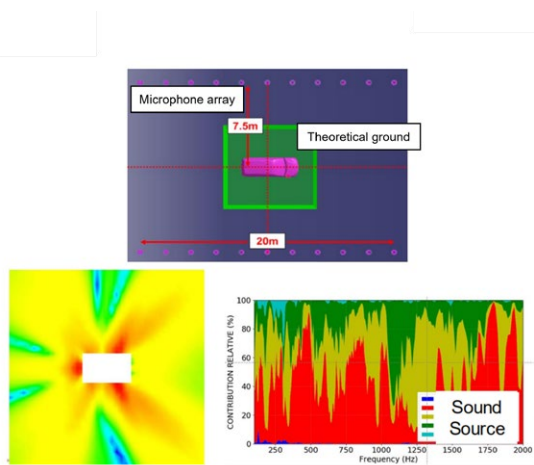 Microphone array
7.5m
Theoretical ground
20m
CONTRIBUTION RELATIVE (%)
100
80
60
40
20
0
Sound
Source
250 500 750 1000 1250 1500 1750 2000
Frequency (Hz)